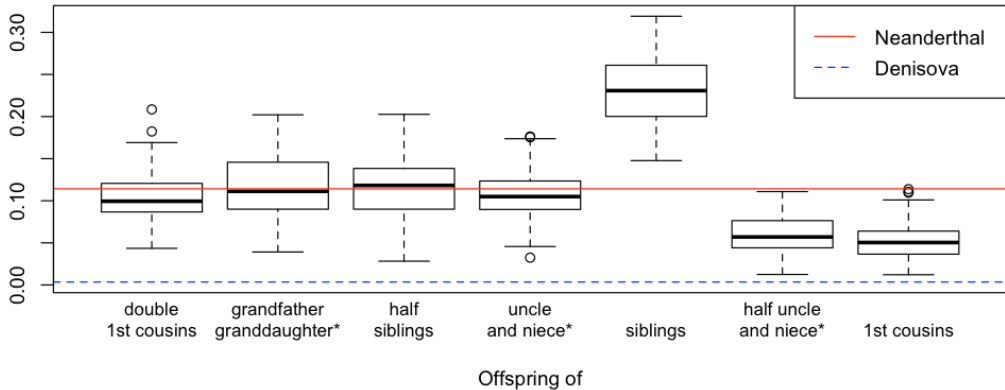 0.30
0.20
0.10
0.00
Neanderthal
Denisova
double
1st cousins
grandfather
granddaughter*
half
siblings
uncle
and niece*
siblings
half uncle
and niece*
1st cousins
Offspring of